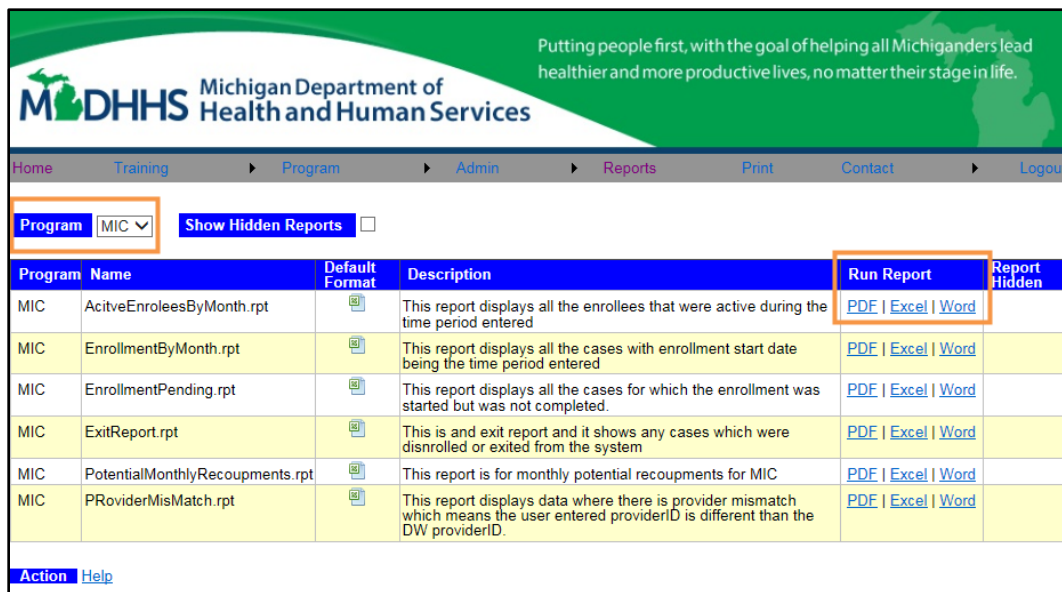 Putting people first, with the goal of helping all Michiganders lead
healthier and more productive lives, no matter their stage in life.
MDHHS Michigan Department of
Health and Human Services
Home Training Program Admin Reports Print Contact Logou
Program MIC Show Hidden Reports
Program Name Default Format Description Run Report Report Hidden
MIC AcitveEnroleesByMonth.rpt This report displays all the enrollees that were active during the PDF | Excel | Word
time period entered
MIC EnrollmentByMonth.rpt This report displays all the cases with enrollment start date PDF | Excel | Word
being the time period entered
MIC EnrollmentPending.rpt This report displays all the cases for which the enrollment was PDF | Excel | Word
started but was not completed.
MIC ExitReport.rpt This is and exit report and it shows any cases which were PDF | Excel | Word
disnrolled or exited from the system
MIC PotentialMonthlyRecoupments.rpt This report is for monthly potential recoupments for MIC PDF | Excel | Word
MIC PRoviderMisMatch.rpt This report displays data where there is provider mismatch PDF | Excel | Word
which means the user entered providerID is different than the
DW providerID.
Action Help